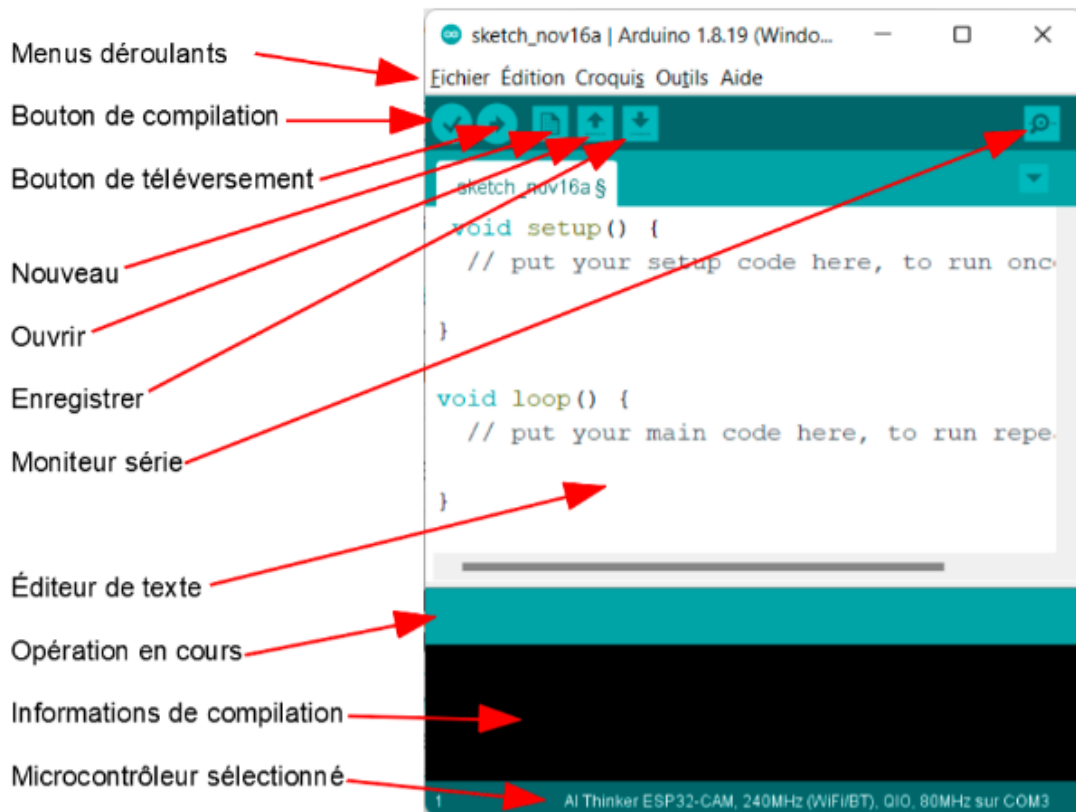 Menus déroulants
Bouton de compilation
Bouton de téléversement
Nouveau
Ouvrir
Enregistrer
Moniteur série
Éditeur de texte
Opération en cours
Informations de compilation
Microcontrôleur sélectionné
sketch_nov16a | Arduino 1.8.19 (Windo...
Fichier Édition Croquis Outils Aide
sketch_nov16a §
void setup() {
// put your setup code here, to run once
}
void loop() {
// put your main code here, to run repe
}
1 AI Thinker ESP32-CAM, 240MHz (WiFi/BT), QIO, 80MHz sur COM3